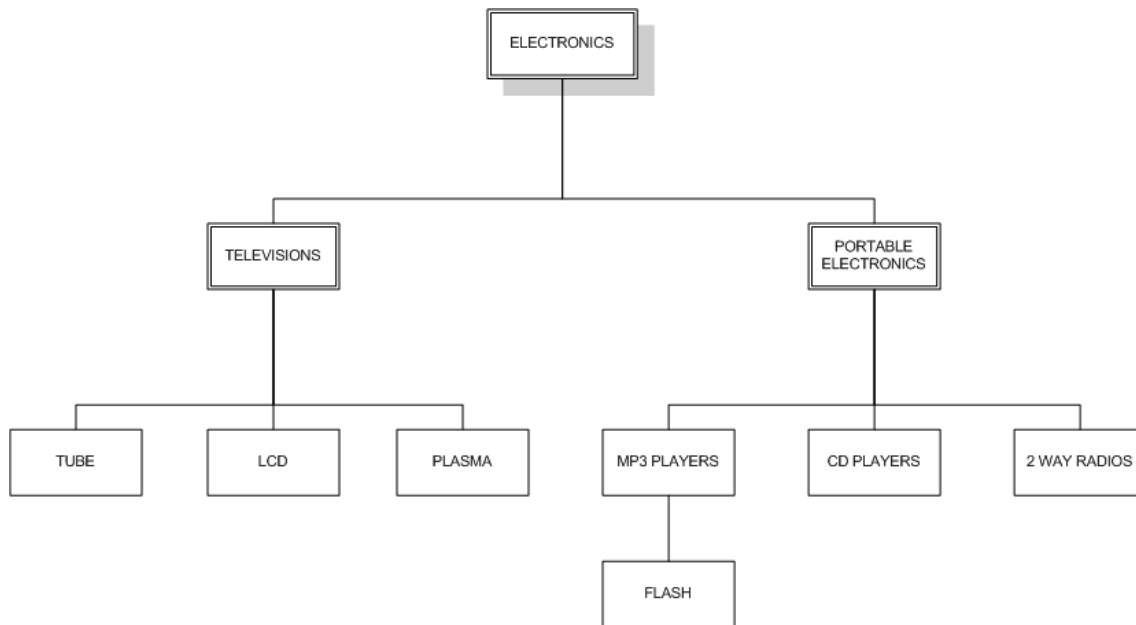 ELECTRONICS
TELEVISIONS
PORTABLE
ELECTRONICS
TUBE
LCD
PLASMA
MP3 PLAYERS
CD PLAYERS
2 WAY RADIOS
FLASH